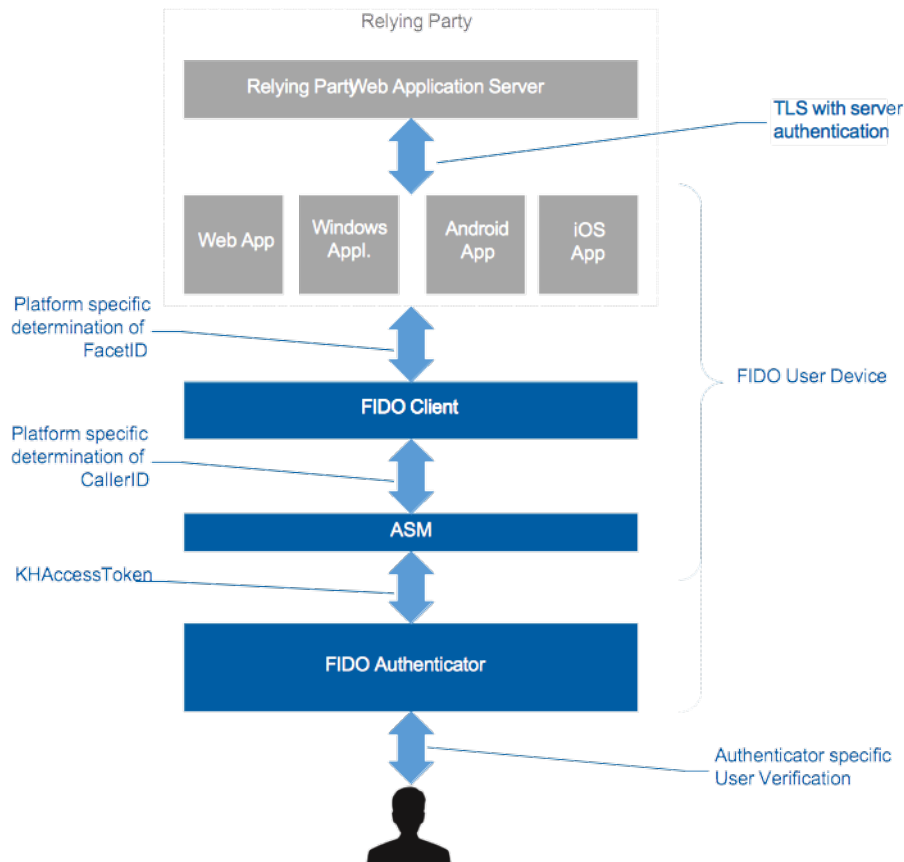 Relying Party
Relying PartyWeb Application Server
TLS with server
authentication
Web App
Windows
Appl.
Android
App
iOS
App
Platform specific
determination of
FacetID
FIDO User Device
FIDO Client
Platform specific
determination of
CallerID
ASM
KHAccessToken
FIDO Authenticator
Authenticator specific
User Verification